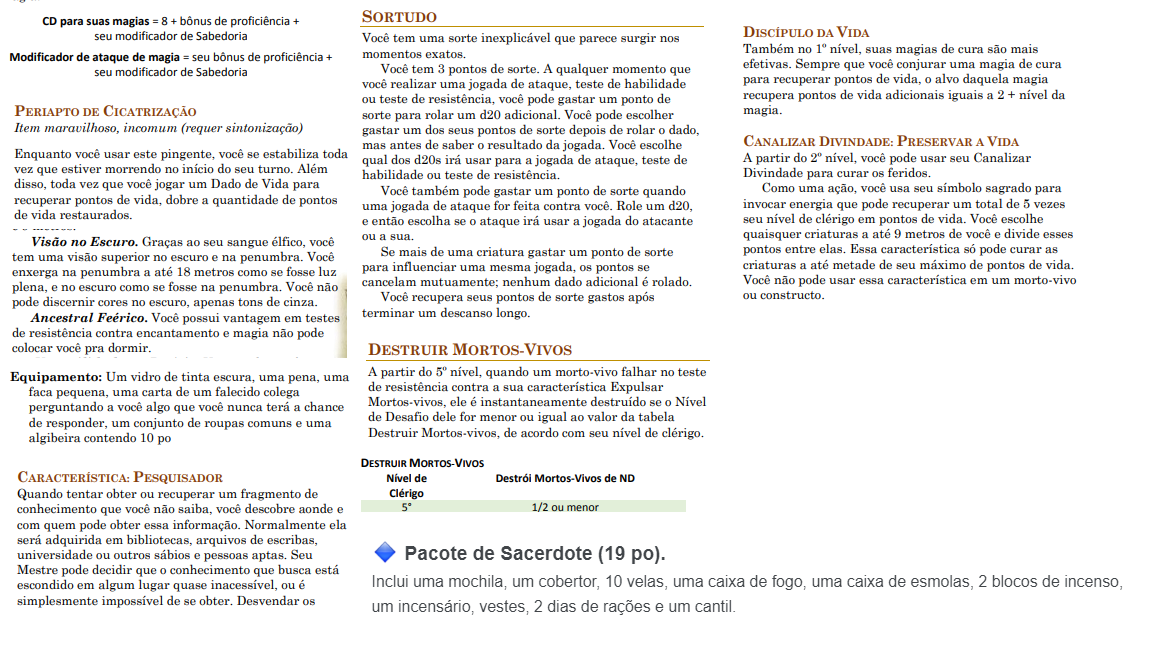 CD para suas magias = 8 + bônus de proficiência +
seu modificador de Sabedoria
Modificador de ataque de magia = seu bônus de proficiência +
seu modificador de Sabedoria
PERIAPTO DE CICATRIZAÇÃO
Item maravilhoso, incomum (requer sintonização)
Enquanto você usar este pingente, você se estabiliza toda
vez que estiver morrendo no início do seu turno. Além
disso, toda vez que você jogar um Dado de Vida para
recuperar pontos de vida, dobre a quantidade de pontos
de vida restaurados.
Visão no Escuro. Graças ao seu sangue élfico, você
tem uma visão superior no escuro e na penumbra. Você
enxerga na penumbra a até 18 metros como se fosse luz
plena, e no escuro como se fosse na penumbra. Você não
pode discernir cores no escuro, apenas tons de cinza.
Ancestral Feérico. Você possui vantagem em testes
de resistência contra encantamento e magia não pode
colocar você pra dormir.
Equipamento: Um vidro de tinta escura, uma pena, uma
faca pequena, uma carta de um falecido colega
perguntando a você algo que você nunca terá a chance
de responder, um conjunto de roupas comuns e uma
algibeira contendo 10 po
CARACTERÍSTICA: PESQUISADOR
Quando tentar obter ou recuperar um fragmento de
conhecimento que você não saiba, você descobre aonde e
com quem pode obter essa informação. Normalmente ela
será adquirida em bibliotecas, arquivos de escribas,
universidade ou outros sábios e pessoas aptas. Seu
Mestre pode decidir que o conhecimento que busca está
escondido em algum lugar quase inacessível, ou é
simplesmente impossível de se obter. Desvendar os
SORTUDO
Você tem uma sorte inexplicável que parece surgir nos
momentos exatos.
Você tem 3 pontos de sorte. A qualquer momento que
você realizar uma jogada de ataque, teste de habilidade
ou teste de resistência, você pode gastar um ponto de
sorte para rolar um d20 adicional. Você pode escolher
gastar um dos seus pontos de sorte depois de rolar o dado,
mas antes de saber o resultado da jogada. Você escolhe
qual dos d20s irá usar para a jogada de ataque, teste de
habilidade ou teste de resistência.
Você também pode gastar um ponto de sorte quando
uma jogada de ataque for feita contra você. Role um d20,
e então escolha se o ataque irá usar a jogada do atacante
ou a sua.
Se mais de uma criatura gastar um ponto de sorte
para influenciar uma mesma jogada, os pontos se
cancelam mutuamente; nenhum dado adicional é rolado.
Você recupera seus pontos de sorte gastos após
terminar um descanso longo.
DESTRUIR MORTOS-VIVOS
A partir do 5º nível, quando um morto-vivo falhar no teste
de resistência contra a sua característica Expulsar
Mortos-vivos, ele é instantaneamente destruído se o Nível
de Desafio dele for menor ou igual ao valor da tabela
Destruir Mortos-vivos, de acordo com seu nível de clérigo.
DESTRUIR MORTOS-VIVOS
Nível de Clérigo Destrói Mortos-Vivos de ND
5° 1/2 ou menor
Pacote de Sacerdote (19 po).
Inclui uma mochila, um cobertor, 10 velas, uma caixa de fogo, uma caixa de esmolas, 2 blocos de incenso,
um incensário, vestes, 2 dias de rações e um cantil.
DISCÍPULO DA VIDA
Também no 1º nível, suas magias de cura são mais
efetivas. Sempre que você conjurar uma magia de cura
para recuperar pontos de vida, o alvo daquela magia
recupera pontos de vida adicionais iguais a 2 + nível da
magia.
CANALIZAR DIVINDADE: PRESERVAR A VIDA
A partir do 2º nível, você pode usar seu Canalizar
Divindade para curar os feridos.
Como uma ação, você usa seu símbolo sagrado para
invocar energia que pode recuperar um total de 5 vezes
seu nível de clérigo em pontos de vida. Você escolhe
quaisquer criaturas a até 9 metros de você e divide esses
pontos entre elas. Essa característica só pode curar as
criaturas a até metade de seu máximo de pontos de vida.
Você não pode usar essa característica em um morto-vivo
ou constructo.